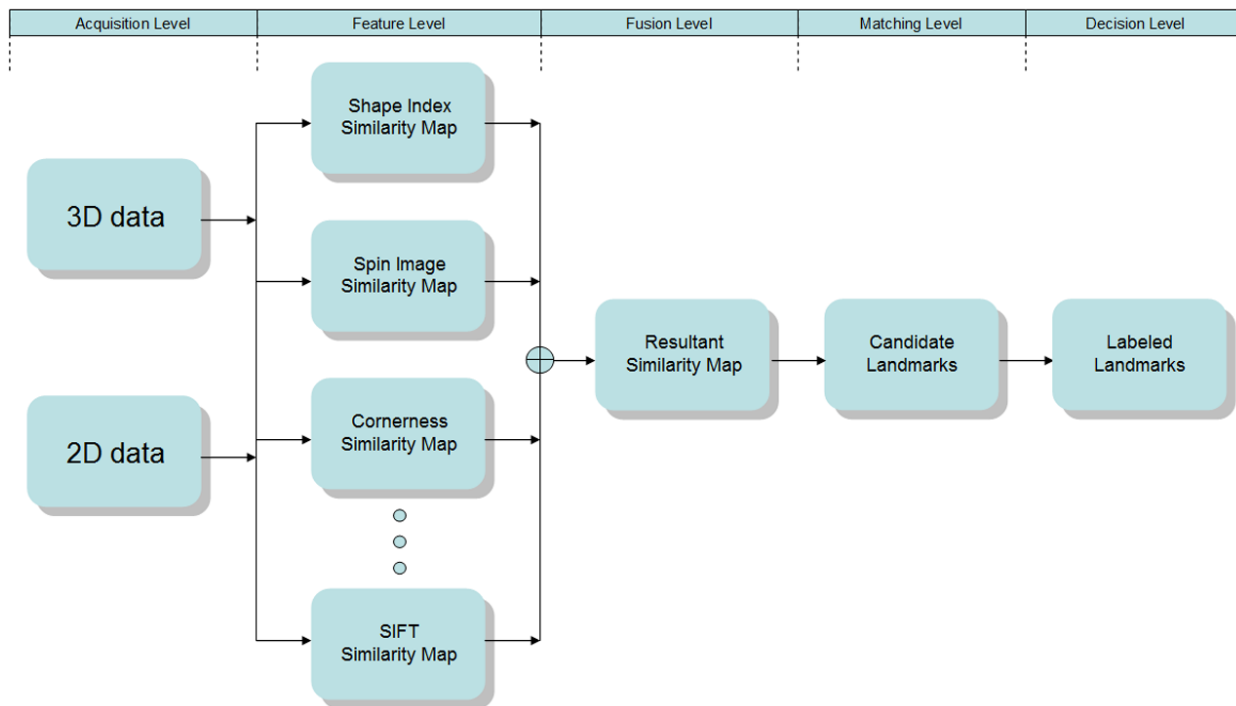 Acquisition Level
Feature Level
Fusion Level
Matching Level
Decision Level
Shape Index
Similarity Map
3D data
Spin Image
Similarity Map
Resultant
Similarity Map
Candidate
Landmarks
Labeled
Landmarks
2D data
Cornerness
Similarity Map
SIFT
Similarity Map